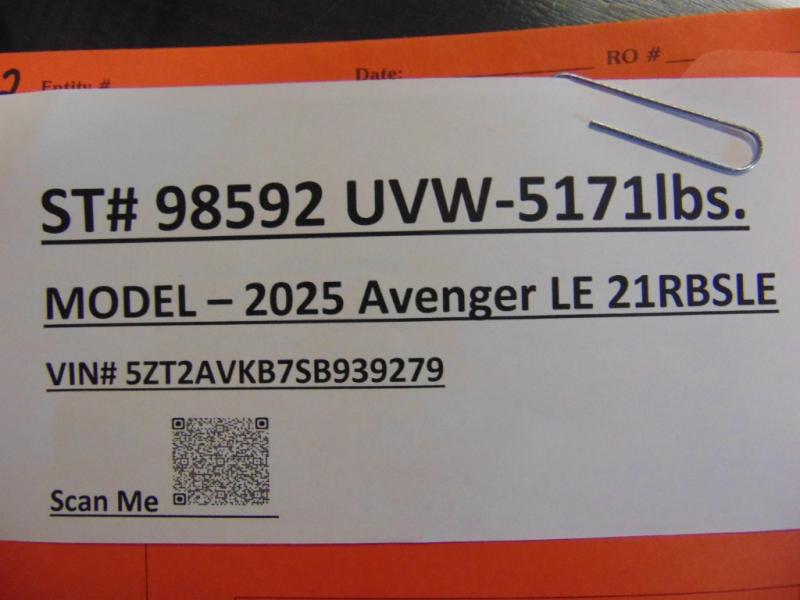 Entity # Date: RO #
ST# 98592 UVW-5171lbs.
MODEL – 2025 Avenger LE 21RBSLE
VIN# 5ZT2AVKB7SB939279
Scan Me